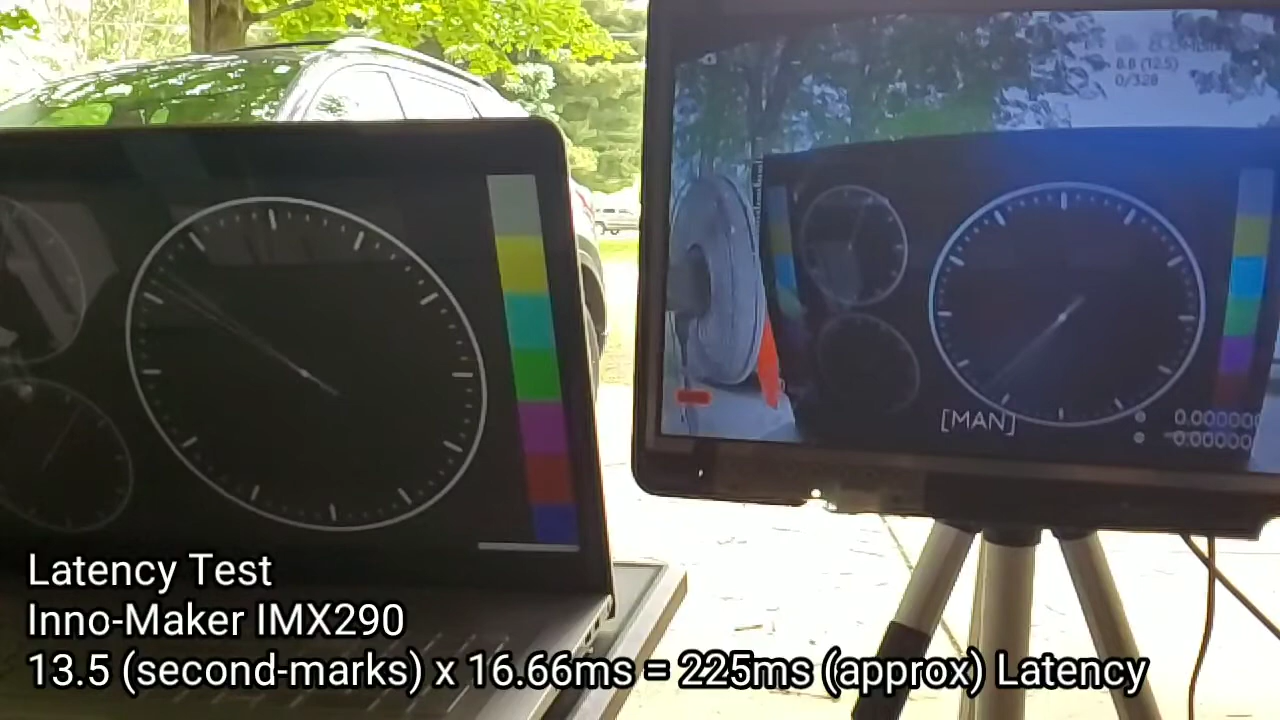 8.8 (12.5)
0/328
[MAN]
0.000000
0.00000
Latency Test
Inno-Maker IMX290
13.5 (second-marks) x 16.66ms = 225ms (approx) Latency